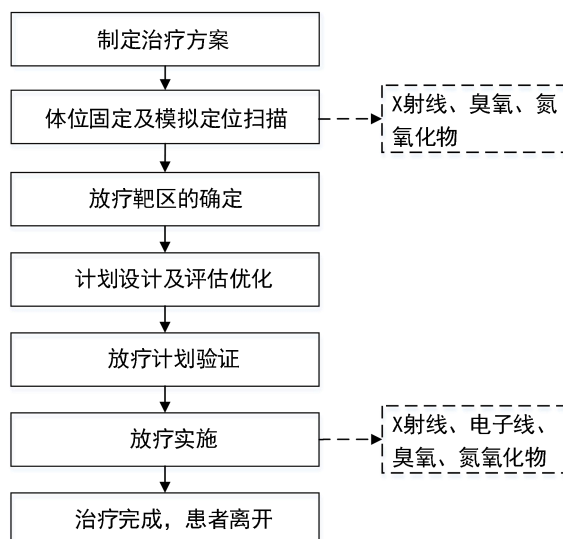 制定治疗方案
体位固定及模拟定位扫描
X射线、臭氧、氮
氧化物
放疗靶区的确定
计划设计及评估优化
放疗计划验证
放疗实施
X射线、电子线、
臭氧、氮氧化物
治疗完成，患者离开